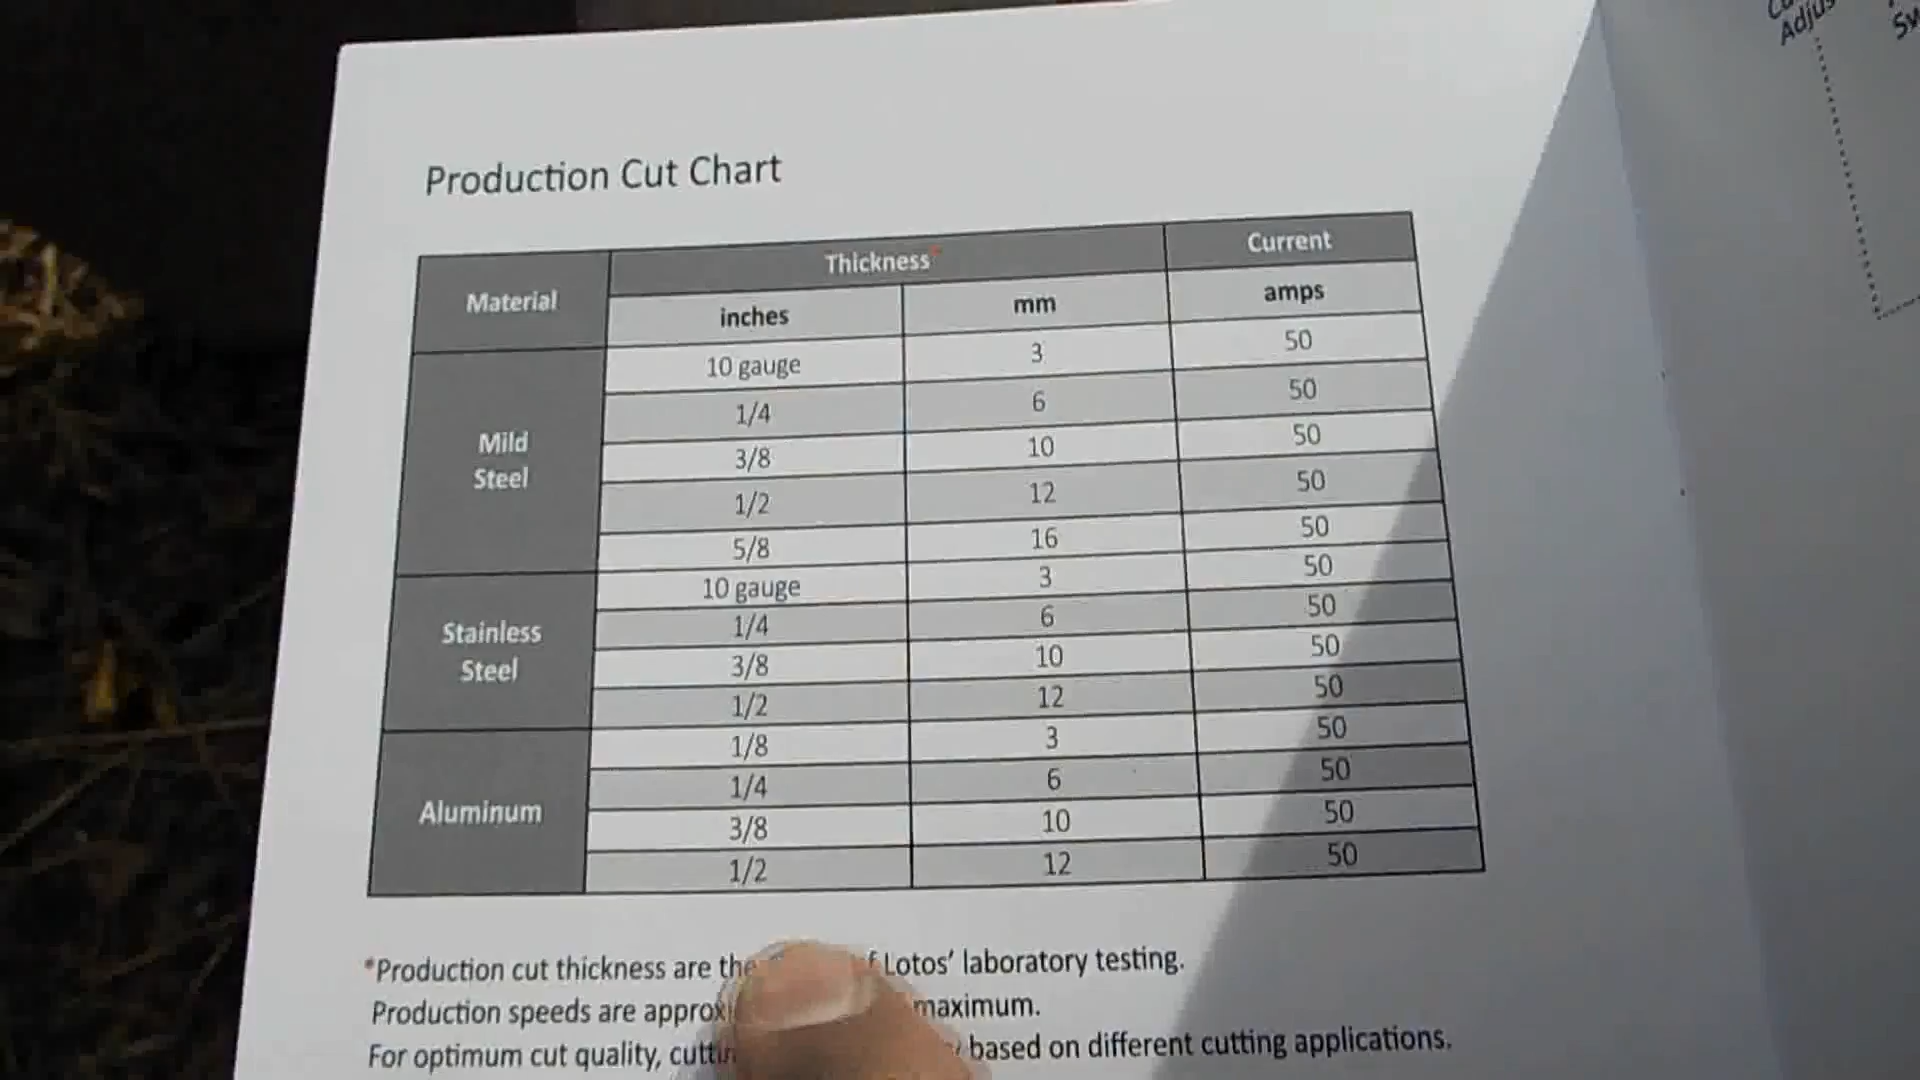 Production Cut Chart
Material Thickness* Current
inches mm amps
Mild Steel
10 gauge 3 50
1/4 6 50
3/8 10 50
1/2 12 50
5/8 16 50
Stainless Steel
10 gauge 3 50
1/4 6 50
3/8 10 50
1/2 12 50
Aluminum
1/8 3 50
1/4 6 50
3/8 10 50
1/2 12 50
*Production cut thickness are the Lotos' laboratory testing.
Production speeds are maximum.
For optimum cut quality, based on different cutting applications.